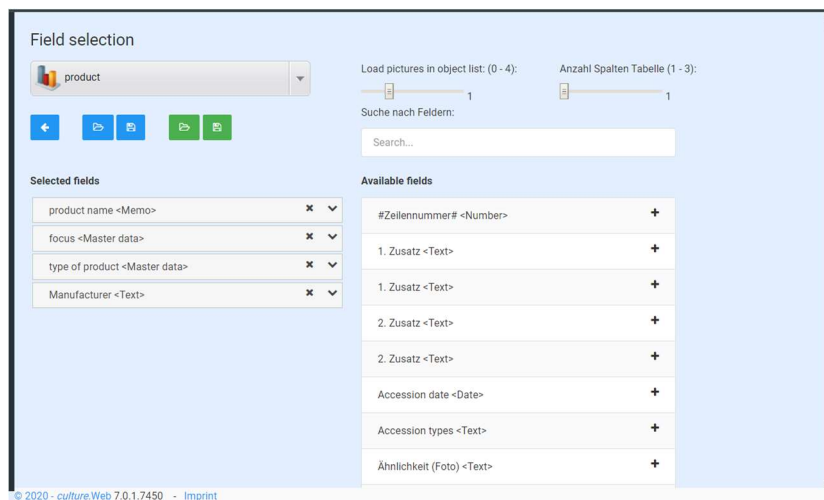 Field selection
product
Load pictures in object list: (0 - 4):
1
Anzahl Spalten Tabelle (1 - 3):
1
Suche nach Feldern:
Search...
Selected fields
product name <Memo>
focus <Master data>
type of product <Master data>
Manufacturer <Text>
Available fields
#Zeilennummer# <Number>
1. Zusatz <Text>
1. Zusatz <Text>
2. Zusatz <Text>
2. Zusatz <Text>
Accession date <Date>
Accession types <Text>
Ähnlichkeit (Foto) <Text>
© 2020 - culture.Web 7.0.1.7450 - Imprint